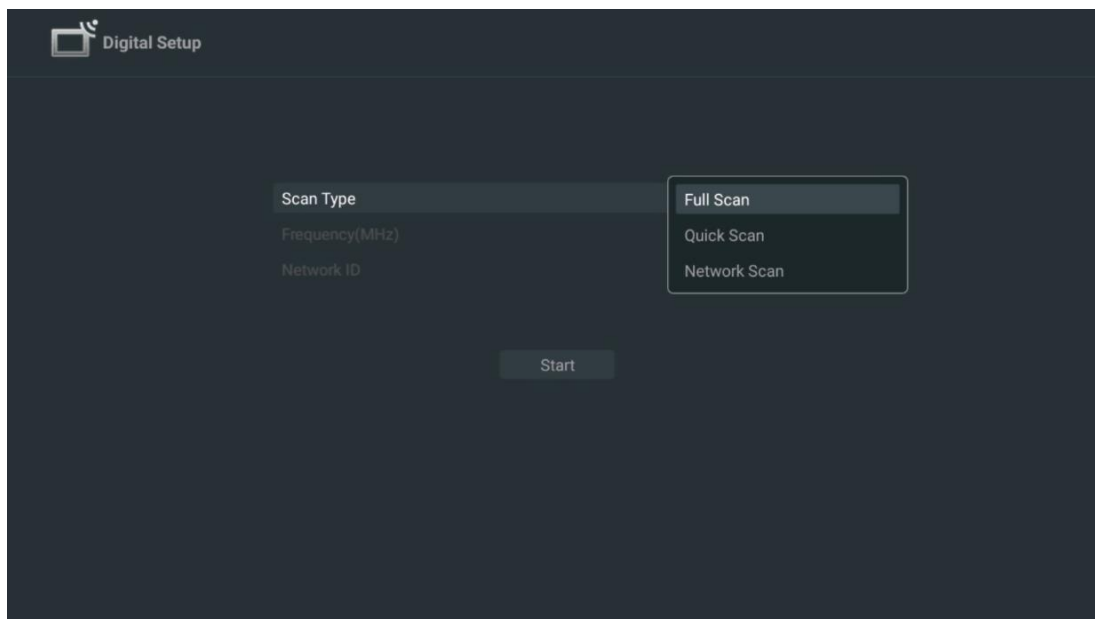 Digital Setup
Scan Type
Full Scan
Frequency(MHz)
Quick Scan
Network ID
Network Scan
Start